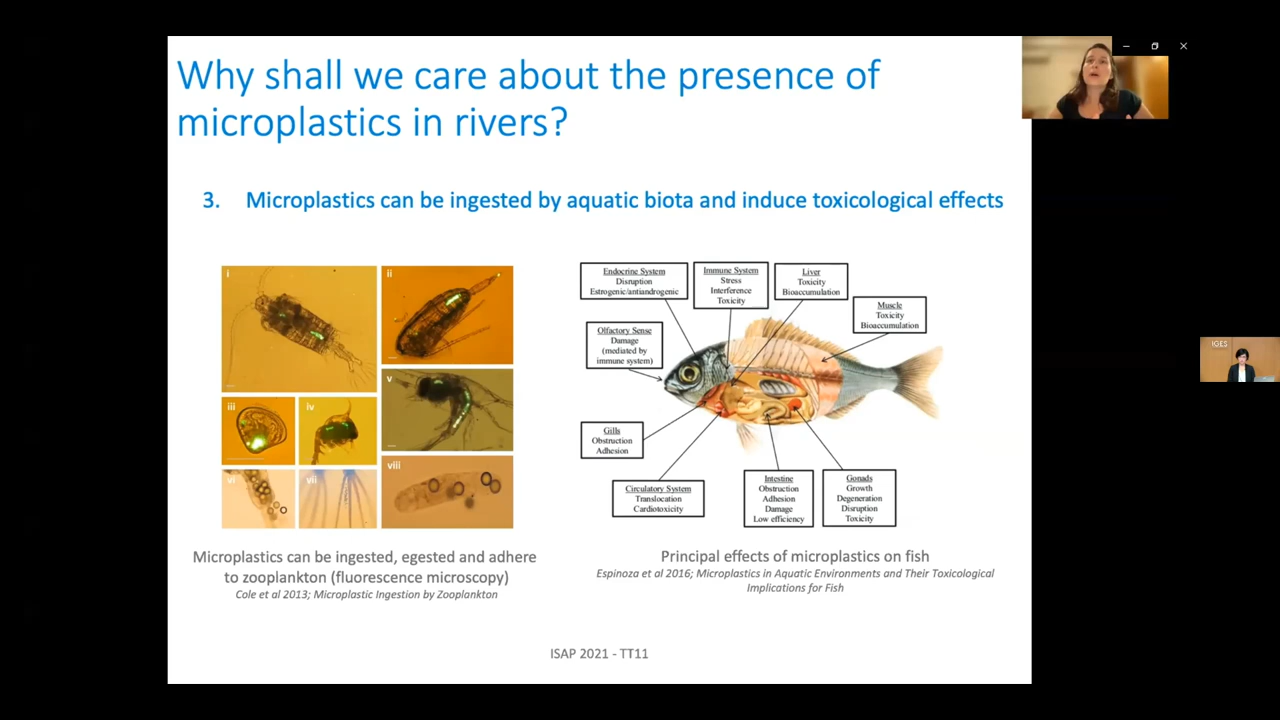 Why shall we care about the presence of
microplastics in rivers?
3. Microplastics can be ingested by aquatic biota and induce toxicological effects
i
ii
iii
iv
v
vi
vii
viii
Microplastics can be ingested, egested and adhere
to zooplankton (fluorescence microscopy)
Cole et al 2013; Microplastic Ingestion by Zooplankton
Endocrine System
Disruption
Estrogenic/antiandrogenic
Immune System
Stress
Interference
Toxicity
Liver
Toxicity
Bioaccumulation
Muscle
Toxicity
Bioaccumulation
Olfactory Sense
Damage
(mediated by
immune system)
Gills
Obstruction
Adhesion
Circulatory System
Translocation
Cardiotoxicity
Intestine
Obstruction
Adhesion
Damage
Low efficiency
Gonads
Growth
Degeneration
Disruption
Toxicity
Principal effects of microplastics on fish
Espinoza et al 2016; Microplastics in Aquatic Environments and Their Toxicological
Implications for Fish
ISAP 2021 - TT11
IGES